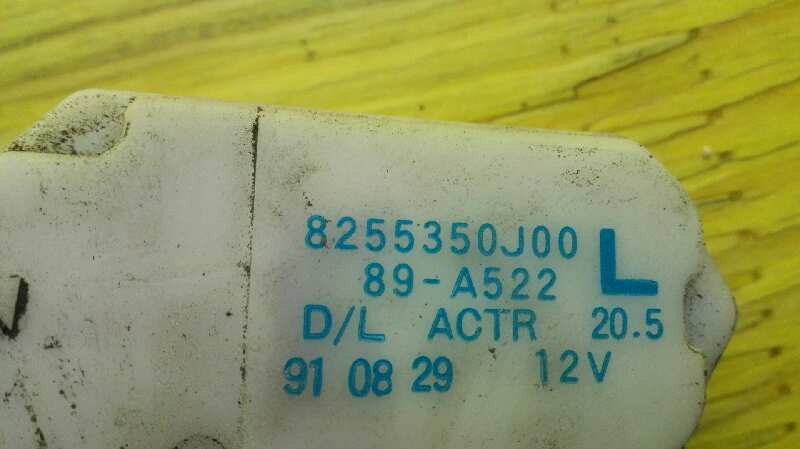 8255350J00 L
89-A522
D/L ACTR 20.5
91 08 29 12V